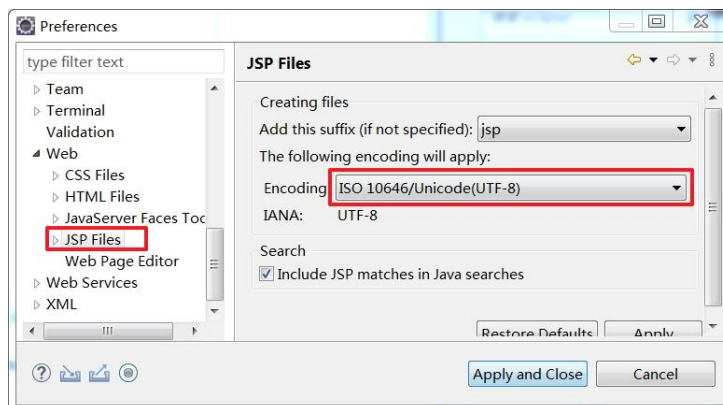 Preferences
type filter text
Team
Terminal
Validation
Web
CSS Files
HTML Files
JavaServer Faces Toc
JSP Files
Web Page Editor
Web Services
XML
JSP Files
Creating files
Add this suffix (if not specified): jsp
The following encoding will apply:
Encoding ISO 10646/Unicode(UTF-8)
IANA: UTF-8
Search
Include JSP matches in Java searches
Restore Defaults Apply
Apply and Close Cancel